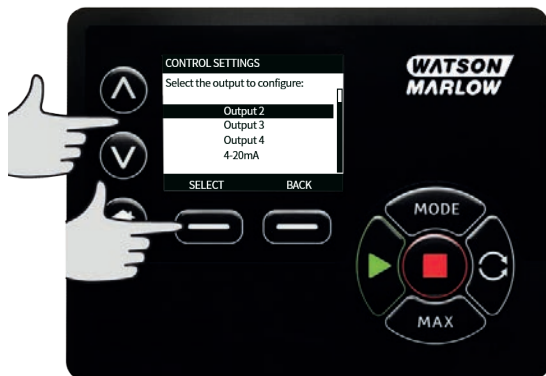 CONTROL SETTINGS
Select the output to configure:
Output 2
Output 3
Output 4
4-20mA
SELECT BACK
WATSON
MARLOW
MODE
MAX